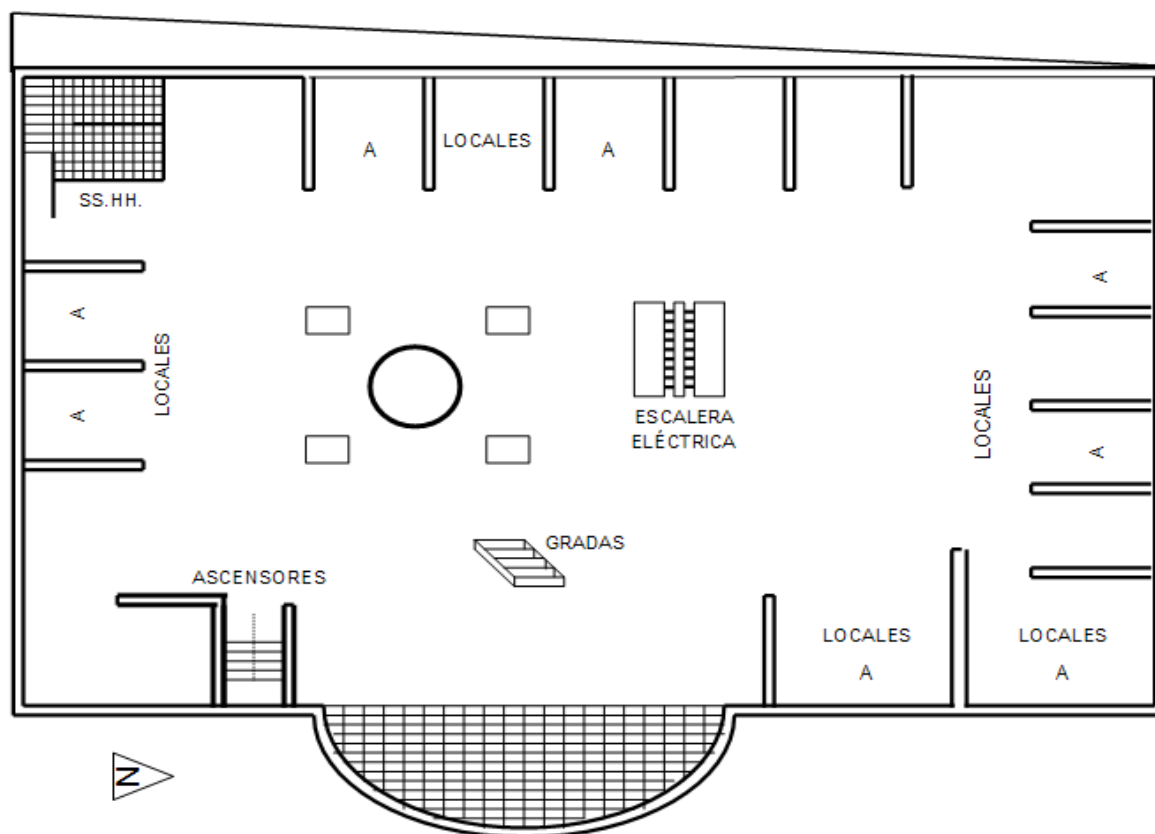 LOCALES
A
A
SS.HH.
A
A
LOCALES
A
LOCALES
ESCALERA
ELÉCTRICA
A
A
GRADAS
ASCENSORES
LOCALES
A
LOCALES
A
N